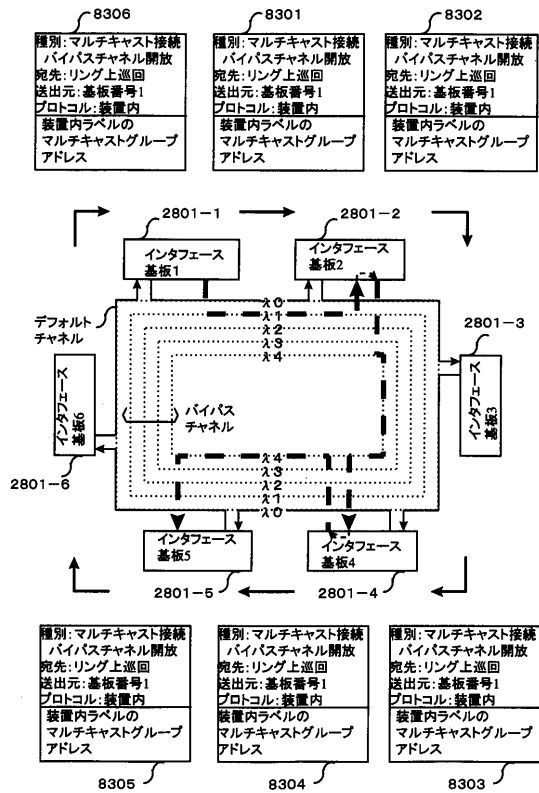 8306
8301
8302
種別:マルチキャスト接続
バイパスチャネル開放
宛先:リング上巡回
送出元:基板番号1
プロトコル:装置内
装置内ラベルの
マルチキャストグループ
アドレス
種別:マルチキャスト接続
バイパスチャネル開放
宛先:リング上巡回
送出元:基板番号1
プロトコル:装置内
装置内ラベルの
マルチキャストグループ
アドレス
種別:マルチキャスト接続
バイパスチャネル開放
宛先:リング上巡回
送出元:基板番号1
プロトコル:装置内
装置内ラベルの
マルチキャストグループ
アドレス
2801-1
2801-2
インタフェース
基板1
インタフェース
基板2
デフォルト
チャネル
λ0
λ1
λ2
λ3
λ4
2801-3
インタフェース
基板3
インタフェース
基板6
バイパス
チャネル
2801-6
λ4
λ3
λ2
λ1
λ0
インタフェース
基板5
インタフェース
基板4
2801-5
2801-4
種別:マルチキャスト接続
バイパスチャネル開放
宛先:リング上巡回
送出元:基板番号1
プロトコル:装置内
装置内ラベルの
マルチキャストグループ
アドレス
種別:マルチキャスト接続
バイパスチャネル開放
宛先:リング上巡回
送出元:基板番号1
プロトコル:装置内
装置内ラベルの
マルチキャストグループ
アドレス
種別:マルチキャスト接続
バイパスチャネル開放
宛先:リング上巡回
送出元:基板番号1
プロトコル:装置内
装置内ラベルの
マルチキャストグループ
アドレス
8305
8304
8303